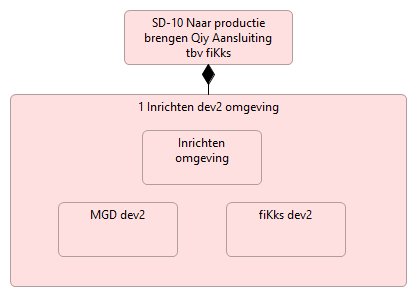 SD-10 Naar productie
brengen Qiy Aansluiting
tbv fiKks
1 Inrichten dev2 omgeving
Inrichten
omgeving
MGD dev2
fiKks dev2